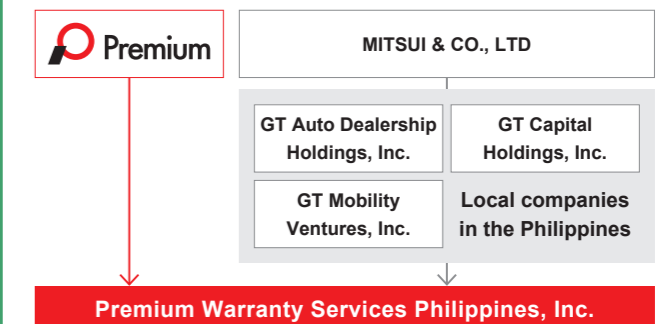 Premium
MITSUI & CO., LTD
GT Auto Dealership
Holdings, Inc.
GT Capital
Holdings, Inc.
GT Mobility
Ventures, Inc.
Local companies
in the Philippines
Premium Warranty Services Philippines, Inc.